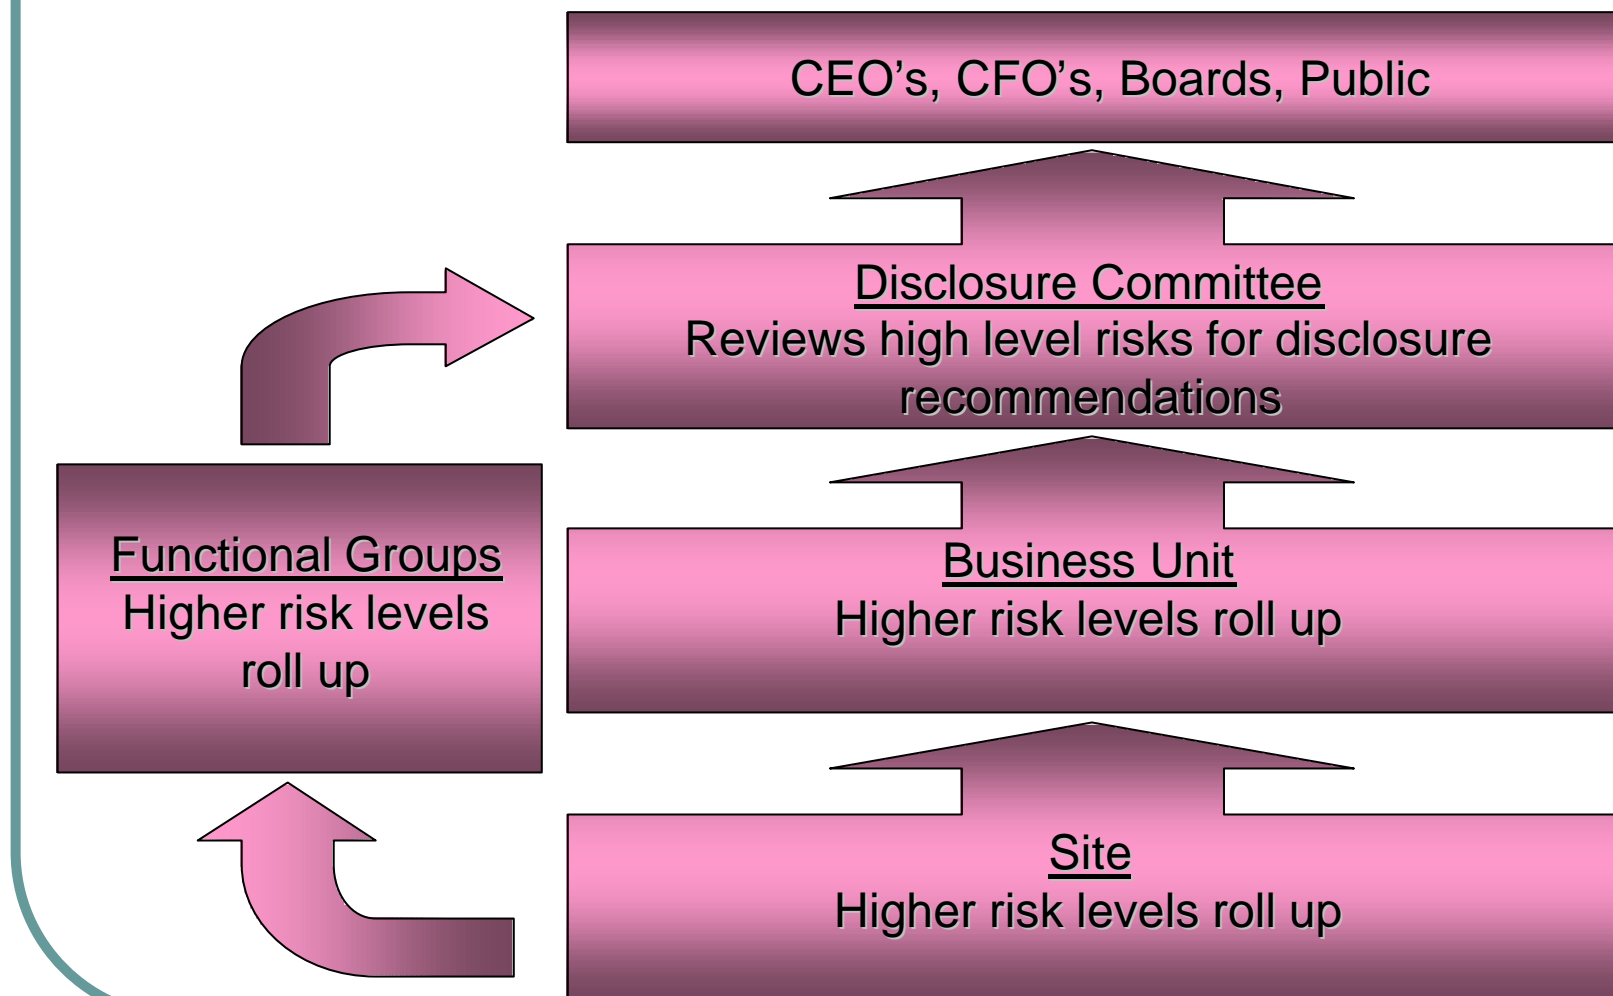 CEO’s, CFO’s, Boards, Public
Disclosure Committee
Reviews high level risks for disclosure
recommendations
Functional Groups
Higher risk levels
roll up
Business Unit
Higher risk levels roll up
Site
Higher risk levels roll up